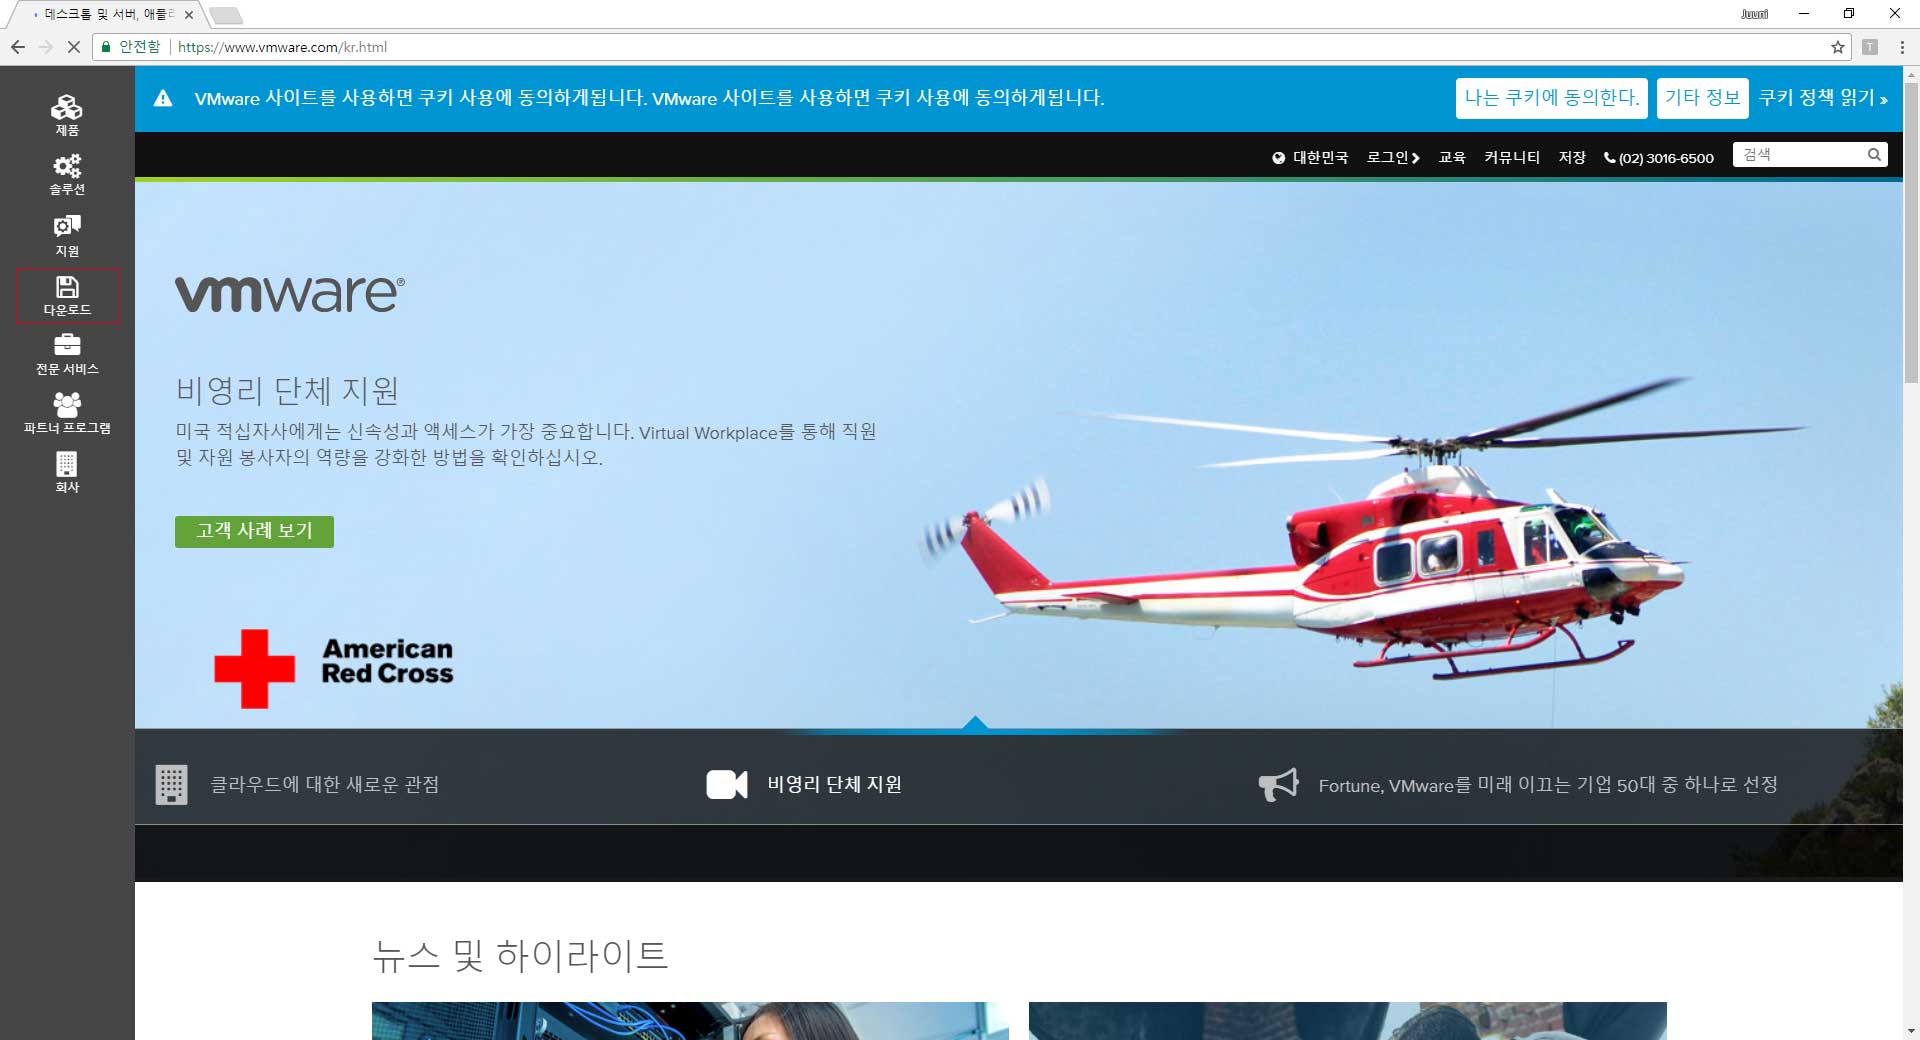 데스크톱 및 서버, 애플리
Juuni
안전함 https://www.vmware.com/kr.html
T
VMware 사이트를 사용하면 쿠키 사용에 동의하게됩니다. VMware 사이트를 사용하면 쿠키 사용에 동의하게됩니다.
나는 쿠키에 동의한다.
기타 정보
쿠키 정책 읽기 »
대한민국
로그인
교육
커뮤니티
저장
(02) 3016-6500
검색
제품
솔루션
지원
다운로드
전문 서비스
파트너 프로그램
회사
vmware®
비영리 단체 지원
미국 적십자사에게는 신속성과 액세스가 가장 중요합니다. Virtual Workplace를 통해 직원
및 자원 봉사자의 역량을 강화한 방법을 확인하십시오.
고객 사례 보기
American
Red Cross
클라우드에 대한 새로운 관점
비영리 단체 지원
Fortune, VMware를 미래 이끄는 기업 50대 중 하나로 선정
뉴스 및 하이라이트